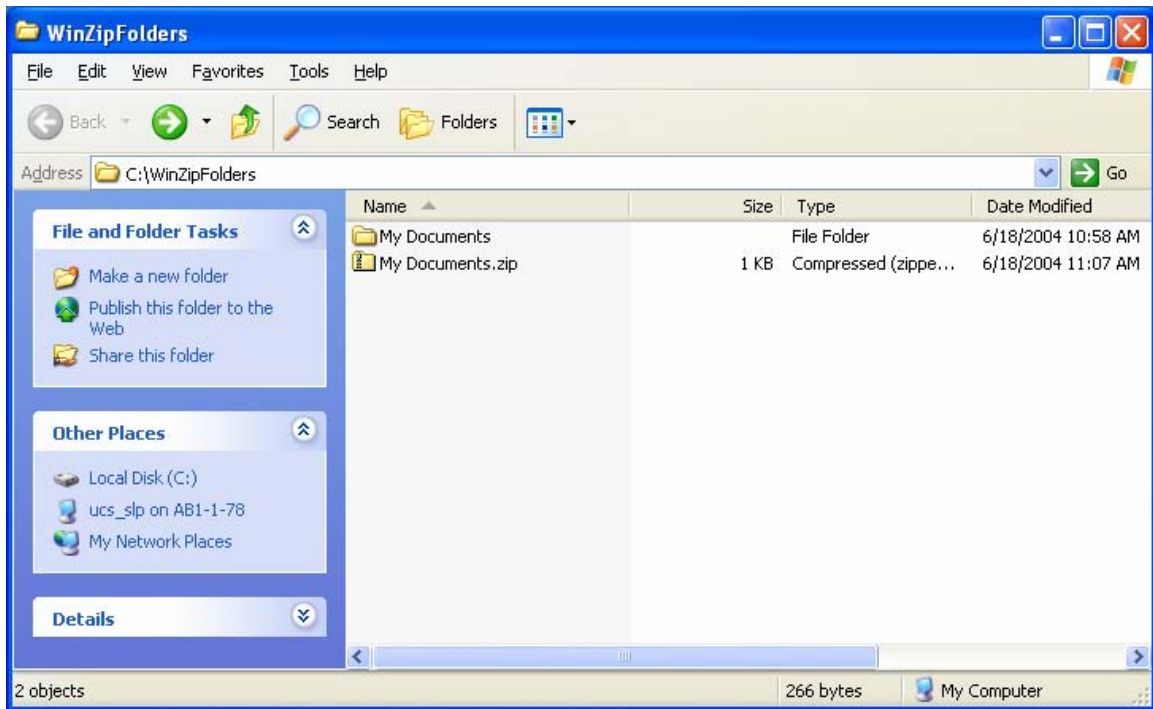 WinZipFolders
File Edit View Favorites Tools Help
Back Search Folders
Address C:\WinZipFolders Go
File and Folder Tasks
Make a new folder
Publish this folder to the
Web
Share this folder
Other Places
Local Disk (C:)
ucs_slp on AB1-1-78
My Network Places
Details
Name Size Type Date Modified
My Documents File Folder 6/18/2004 10:58 AM
My Documents.zip 1 KB Compressed (zippe... 6/18/2004 11:07 AM
2 objects 266 bytes My Computer